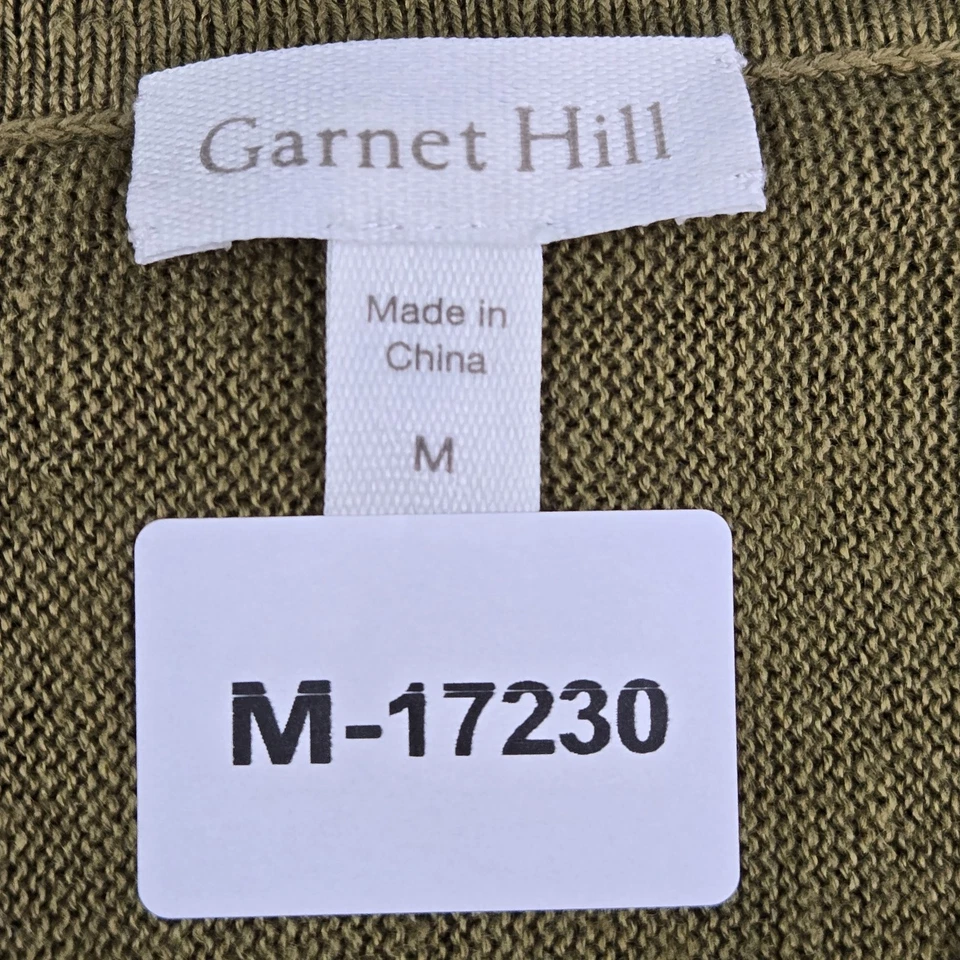 Garnet Hill
Made in
China
M
M-17230